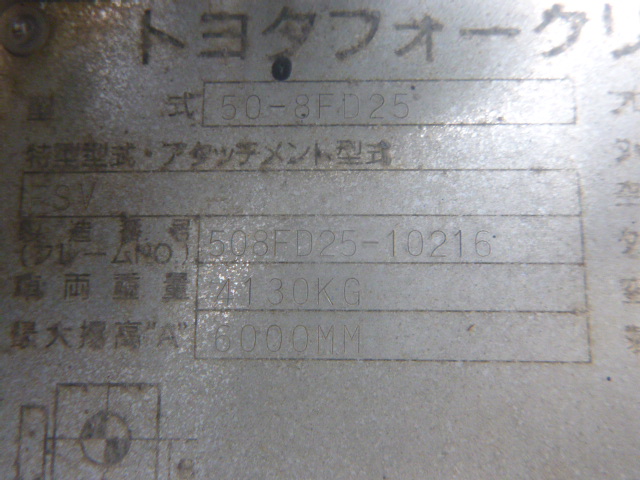 トヨタフォークリ
型 式 50-8FD25
特重型式・アタッチメント型式
-SV
製造番号 508FD25-10216
(フレームNO.)
車両重量 4130KG
最大揚高"A" 6000MM